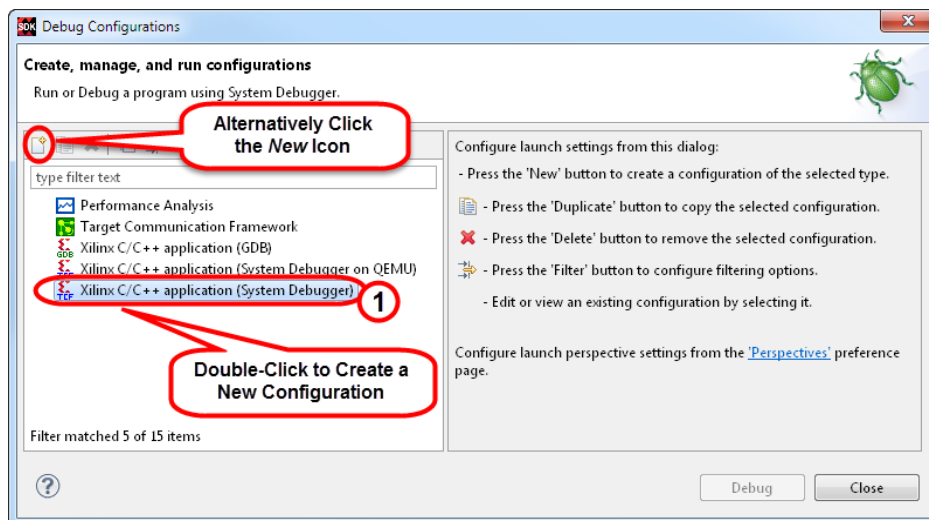 SDK Debug Configurations
Create, manage, and run configurations
Run or Debug a program using System Debugger.
Alternatively Click
the New Icon
type filter text
Performance Analysis
Target Communication Framework
GDB Xilinx C/C++ application (GDB)
Xilinx C/C++ application (System Debugger on QEMU)
TCF Xilinx C/C++ application (System Debugger)
1
Double-Click to Create a
New Configuration
Filter matched 5 of 15 items
Configure launch settings from this dialog:
- Press the 'New' button to create a configuration of the selected type.
- Press the 'Duplicate' button to copy the selected configuration.
- Press the 'Delete' button to remove the selected configuration.
- Press the 'Filter' button to configure filtering options.
- Edit or view an existing configuration by selecting it.
Configure launch perspective settings from the 'Perspectives' preference
page.
?
Debug
Close